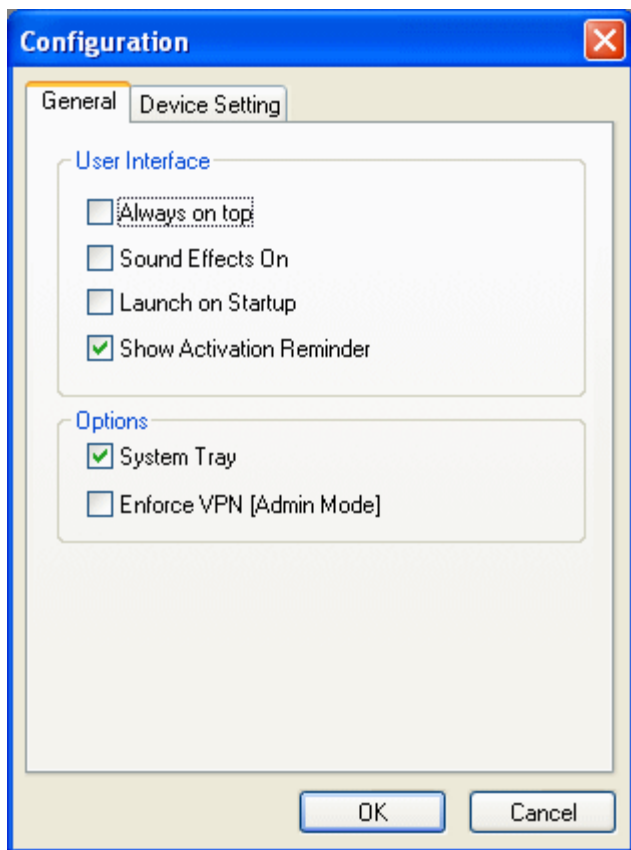 Configuration
General Device Setting
User Interface
Always on top
Sound Effects On
Launch on Startup
Show Activation Reminder
Options
System Tray
Enforce VPN [Admin Mode]
OK Cancel